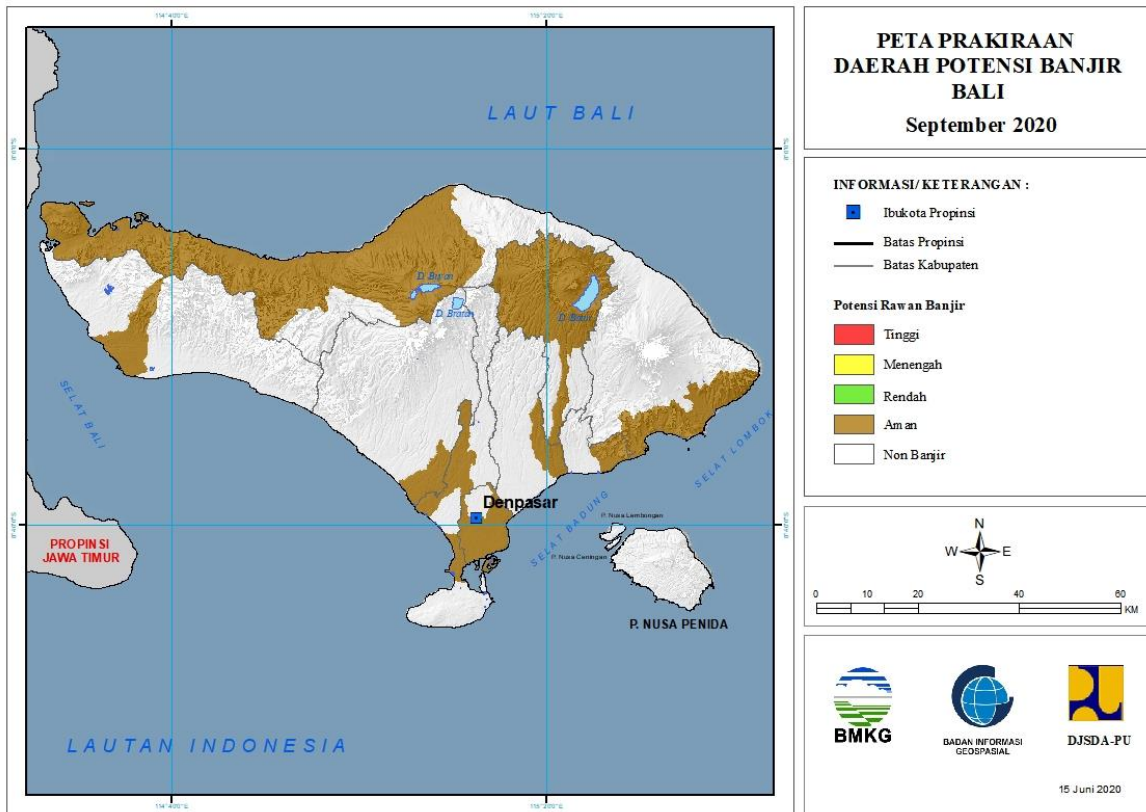 PETA PRAKIRAAN
DAERAH POTENSI BANJIR
BALI
September 2020
INFORMASI/ KETERANGAN :
Ibukota Propinsi
Batas Propinsi
Batas Kabupaten
Potensi Rawan Banjir
Tinggi
Menengah
Rendah
Aman
Non Banjir
N
W
E
S
0
10
20
40
60
KM
BMKG
BADAN INFORMASI
GEOSPASIAL
DJSDA-PU
15 Juni 2020
LAUT BALI
D. Buyan
D. Bratan
D. Batur
SELAT BALI
SELAT LOMBOK
Denpasar
SELAT BADUNG
P. Nusa Lembongan
P. Nusa Ceningan
PROPINSI
JAWA TIMUR
P. NUSA PENIDA
LAUTAN INDONESIA